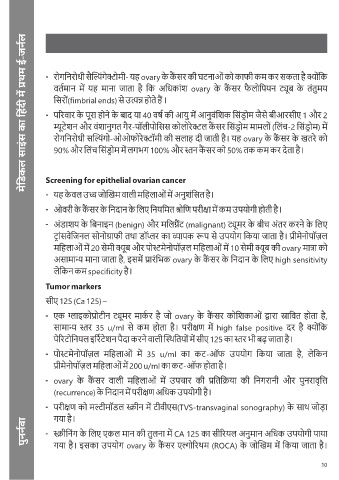 मेडिकल साइंस का हिंदी में प्रथम ई-जर्नल
• रोगनिरोधी सैल्पिंगेक्टोमी- यह ovary के कैंसर की घटनाओं को काफी कम कर सकता है क्योंकि
वर्तमान में यह माना जाता है कि अधिकांश ovary के कैंसर फैलोपियन ट्यूब के तंतुमय
सिरों(fimbrial ends) से उत्पन्न होते हैं ।
• परिवार के पूरा होने के बाद या 40 वर्ष की आयु में आनुवंशिक सिंड्रोम जैसे बीआरसीए 1 और 2
म्यूटेशन और वंशानुगत गैर-पॉलीपोसिस कोलोरेक्टल कैंसर सिंड्रोम मामलों (लिंच-2 सिंड्रोम) में
रोगनिरोधी सल्पिंगो-ओओफोरेक्टॉमी की सलाह दी जाती है। यह ovary के कैंसर के खतरे को
90% और लिंच सिंड्रोम में लगभग 100% और स्तन कैंसर को 50% तक कम कर देता है।
Screening for epithelial ovarian cancer
• यह केवल उच्च जोखिम वाली महिलाओं में अनुशंसित है।
• ओवरी के कैंसर के निदान के लिए नियमित श्रोणि परीक्षा में कम उपयोगी होती है।
• अंडाशय के बिनाइन (benign) और मलिग्नैंट (malignant) ट्यूमर के बीच अंतर करने के लिए
ट्रांसवेजिनल सोनोग्राफी तथा डॉप्लर का व्यापक रूप से उपयोग किया जाता है। प्रीमेनोपॉज़ल
महिलाओं में 20 सेमी क्यूब और पोस्टमेनोपॉज़ल महिलाओं में 10 सेमी क्यूब की ovary मात्रा को
असामान्य माना जाता है, इसमें प्रारंभिक ovary के कैंसर के निदान के लिए high sensitivity
लेकिन कम specificity है।
Tumor markers
सीए 125 (Ca 125) –
• एक ग्लाइकोप्रोटीन ट्यूमर मार्कर है जो ovary के कैंसर कोशिकाओं द्वारा स्रावित होता है,
सामान्य स्तर 35 u/ml से कम होता है। परीक्षण में high false positive दर है क्योंकि
पेरिटोनियल इरिटेशन पैदा करने वाली स्थितियों में सीए 125 का स्तर भी बढ़ जाता है।
• पोस्टमेनोपॉज़ल महिलाओं में 35 u/ml का कट-ऑफ उपयोग किया जाता है, लेकिन
प्रीमेनोपॉज़ल महिलाओं में 200 u/ml का कट-ऑफ होता है।
• ovary के कैंसर वाली महिलाओं में उपचार की प्रतिक्रिया की निगरानी और पुनरावृत्ति
(recurrence) के निदान में परीक्षण अधिक उपयोगी है।
• परीक्षण को मल्टीमॉडल स्क्रीन में टीवीएस(TVS-transvaginal sonography) के साथ जोड़ा
गया है।
• स्क्रीनिंग के लिए एकल मान की तुलना में CA 125 का सीरियल अनुमान अधिक उपयोगी पाया
गया है। इसका उपयोग ovary के कैंसर एल्गोरिथम (ROCA) के जोखिम में किया जाता है।
पुनर्नवा
10